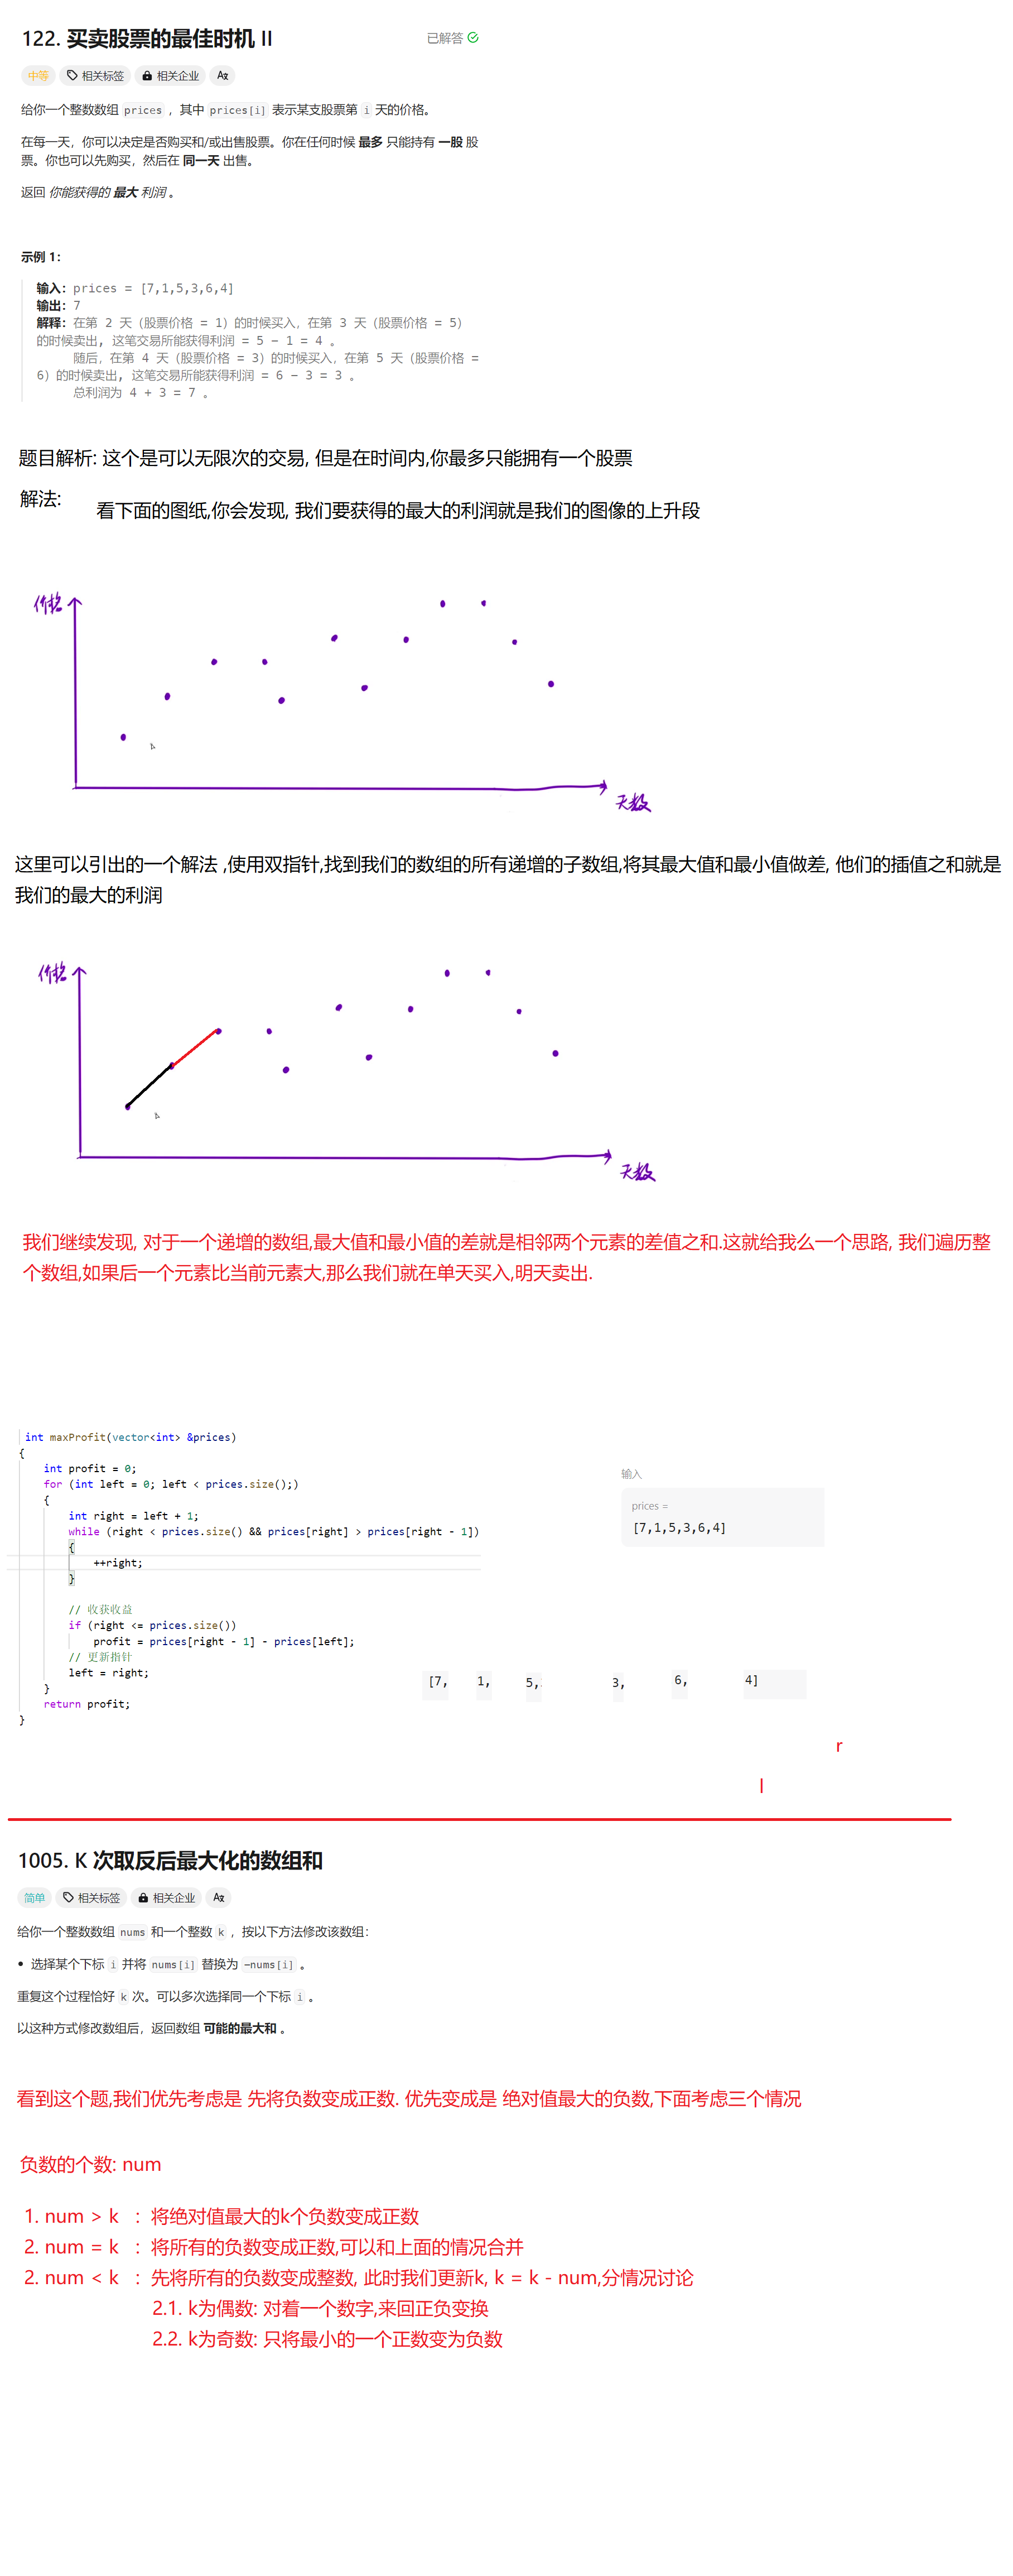 122. 买卖股票的最佳时机 II
已解答
中等 相关标签 相关企业 Aあ
给你一个整数数组 prices ，其中 prices[i] 表示某支股票第 i 天的价格。
在每一天，你可以决定是否购买和/或出售股票。你在任何时候 最多 只能持有 一股 股
票。你也可以先购买，然后在 同一天 出售。
返回 你能获得的 最大 利润 。
示例 1：
输入：prices = [7,1,5,3,6,4]
输出：7
解释：在第 2 天（股票价格 = 1）的时候买入，在第 3 天（股票价格 = 5）
的时候卖出, 这笔交易所能获得利润 = 5 - 1 = 4 。
随后，在第 4 天（股票价格 = 3）的时候买入，在第 5 天（股票价格 =
6）的时候卖出, 这笔交易所能获得利润 = 6 - 3 = 3 。
总利润为 4 + 3 = 7 。
题目解析: 这个是可以无限次的交易, 但是在时间内,你最多只能拥有一个股票
解法:
看下面的图纸,你会发现, 我们要获得的最大的利润就是我们的图像的上升段
价格
天数
这里可以引出的一个解法 ,使用双指针,找到我们的数组的所有递增的子数组,将其最大值和最小值做差, 他们的插值之和就是
我们的最大的利润
价格
天数
我们继续发现, 对于一个递增的数组,最大值和最小值的差就是相邻两个元素的差值之和.这就给我么一个思路, 我们遍历整
个数组,如果后一个元素比当前元素大,那么我们就在单天买入,明天卖出.
int maxProfit(vector<int> &prices)
{
int profit = 0;
for (int left = 0; left < prices.size();)
{
int right = left + 1;
while (right < prices.size() && prices[right] > prices[right - 1])
{
++right;
}
// 收获收益
if (right <= prices.size())
profit = prices[right - 1] - prices[left];
// 更新指针
left = right;
}
return profit;
}
输入
prices =
[7,1,5,3,6,4]
[7, 1, 5, 3, 6, 4]
r
l
1005. K 次取反后最大化的数组和
简单 相关标签 相关企业 Aあ
给你一个整数数组 nums 和一个整数 k ，按以下方法修改该数组：
• 选择某个下标 i 并将 nums[i] 替换为 -nums[i] 。
重复这个过程恰好 k 次。可以多次选择同一个下标 i 。
以这种方式修改数组后，返回数组 可能的最大和 。
看到这个题,我们优先考虑是 先将负数变成正数. 优先变成是 绝对值最大的负数,下面考虑三个情况
负数的个数: num
1. num > k : 将绝对值最大的k个负数变成正数
2. num = k : 将所有的负数变成正数,可以和上面的情况合并
2. num < k : 先将所有的负数变成整数, 此时我们更新k, k = k - num,分情况讨论
2.1. k为偶数: 对着一个数字,来回正负变换
2.2. k为奇数: 只将最小的一个正数变为负数